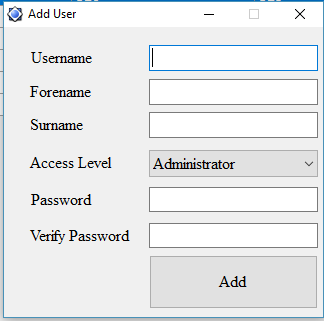 Add User
Username
Forename
Surname
Access Level
Administrator
Password
Verify Password
Add